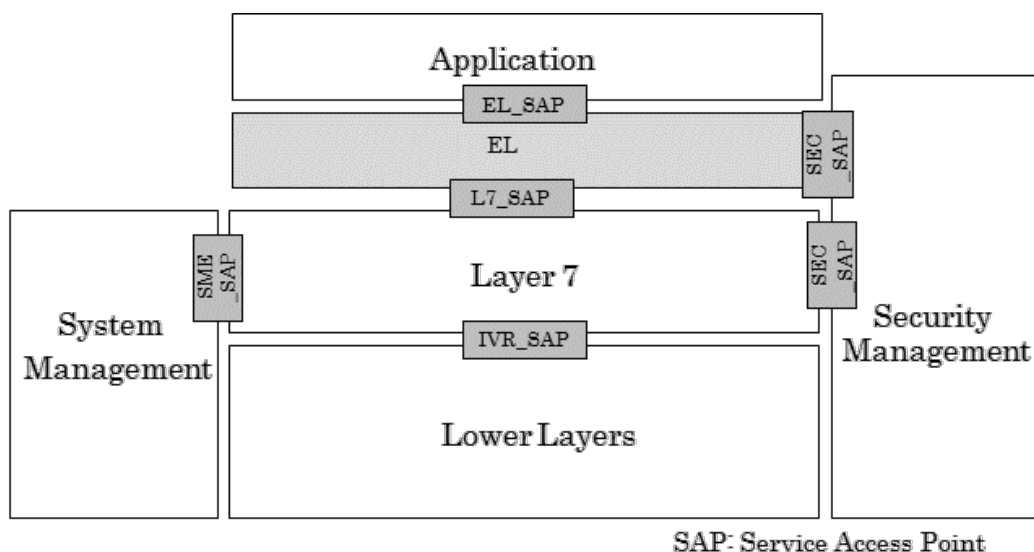 Application
EL_SAP
EL
SEC
_SAP
L7_SAP
SME
_SAP
Layer 7
SEC
_SAP
System
Management
Security
Management
IVR_SAP
Lower Layers
SAP: Service Access Point